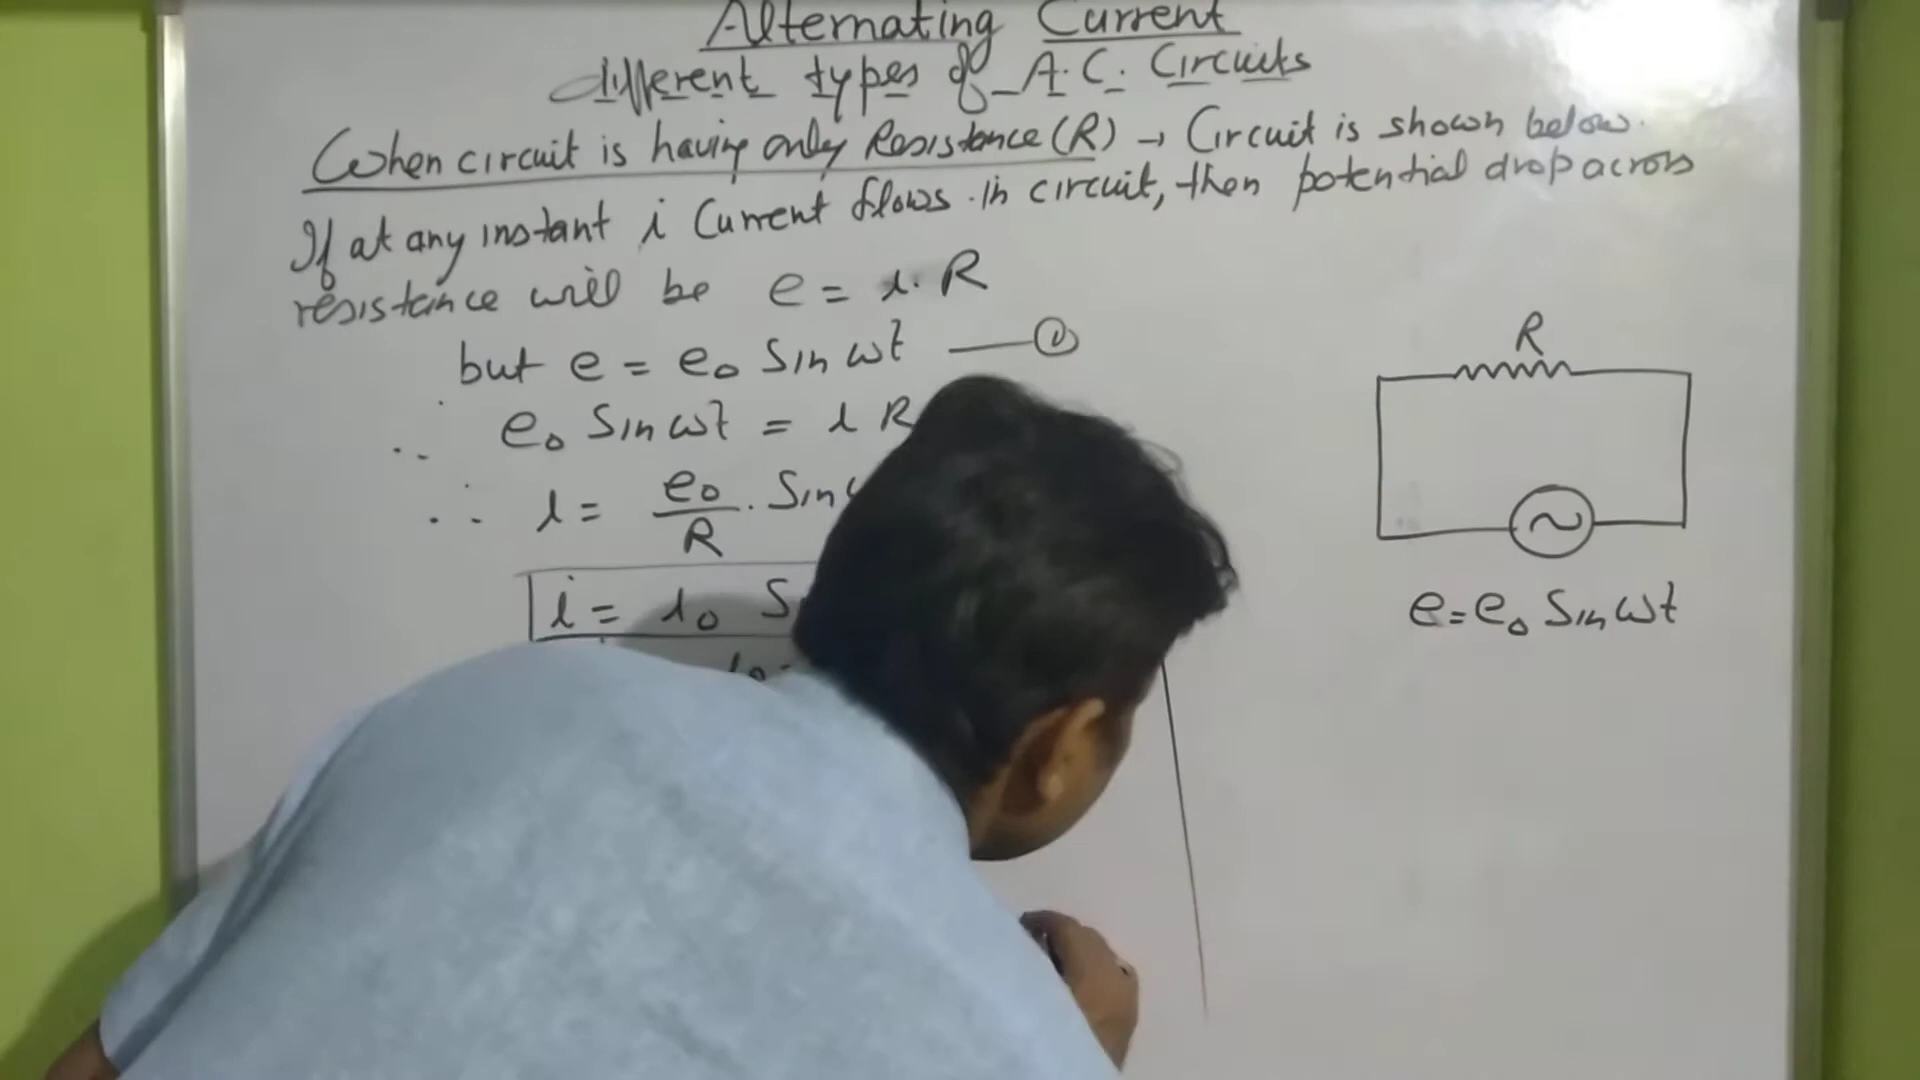 Alternating Current
different types of A.C. Circuits
When circuit is having only Resistance (R) → Circuit is shown below.
If at any instant i Current flows in circuit, then potential drop across
resistance will be e = i. R
but e = e₀ Sin ωt —— ①
∴ e₀ Sin ωt = i R
∴ i = e₀/R . Sin
i = i₀
i₀ =
R
~
e = e₀ Sin ωt